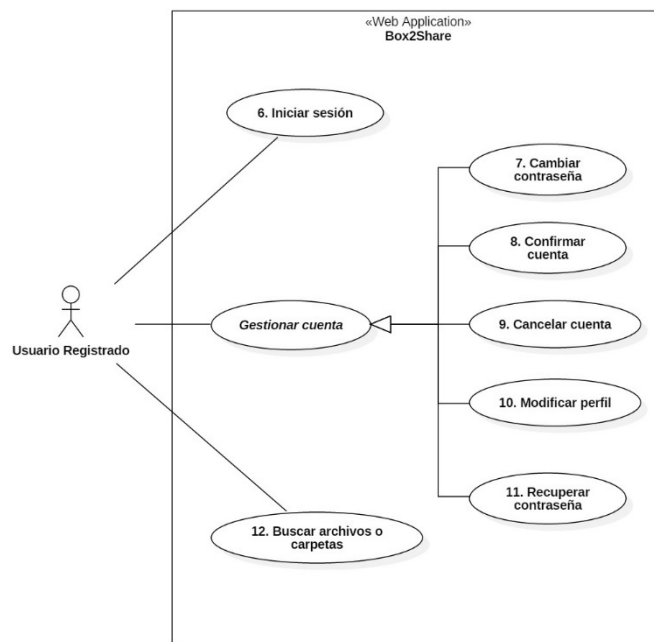 «Web Application»
Box2Share
6. Iniciar sesión
7. Cambiar
contraseña
8. Confirmar
cuenta
Usuario Registrado
Gestionar cuenta
9. Cancelar cuenta
10. Modificar perfil
11. Recuperar
contraseña
12. Buscar archivos o
carpetas